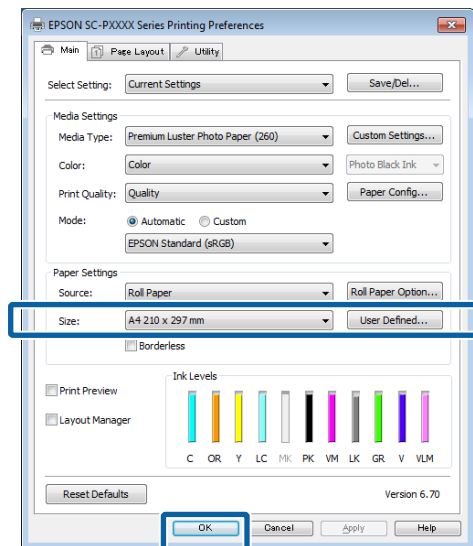 EPSON SC-PXXXX Series Printing Preferences
Main 1 Page Layout Utility
Select Setting: Current Settings Save/Del...
Media Settings
Media Type: Premium Luster Photo Paper (260) Custom Settings...
Color: Color Photo Black Ink
Print Quality: Quality Paper Config...
Mode: Automatic Custom
EPSON Standard (sRGB)
Paper Settings
Source: Roll Paper Roll Paper Option...
Size: A4 210 x 297 mm User Defined...
Borderless
Ink Levels
Print Preview
Layout Manager
C OR Y LC MK PK VM LK GR V VLM
Reset Defaults Version 6.70
OK Cancel Apply Help